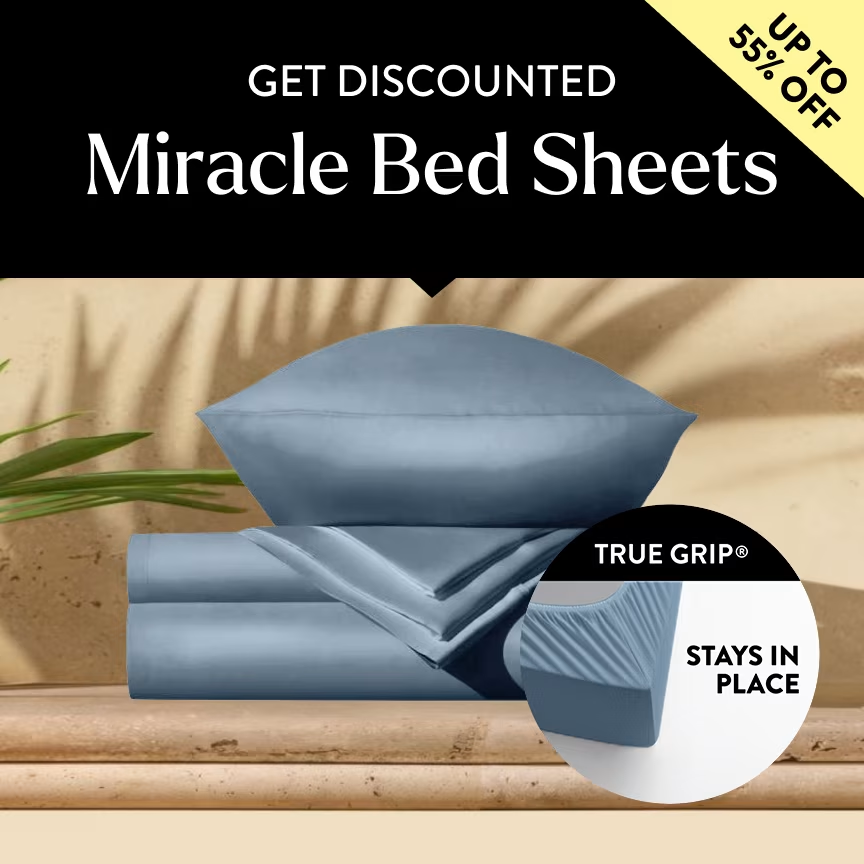 UP TO
55% OFF
GET DISCOUNTED
Miracle Bed Sheets
TRUE GRIP®
STAYS IN
PLACE